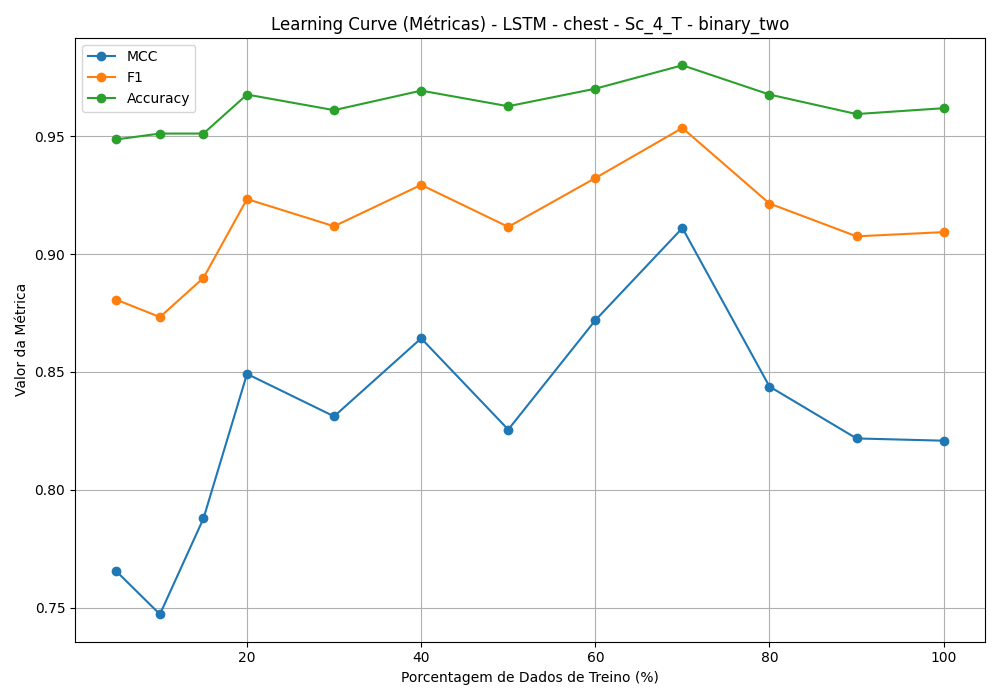 Learning Curve (Métricas) - LSTM - chest - Sc_4_T - binary_two
MCC
F1
Accuracy
Valor da Métrica
0.95
0.90
0.85
0.80
0.75
20 40 60 80 100
Porcentagem de Dados de Treino (%)